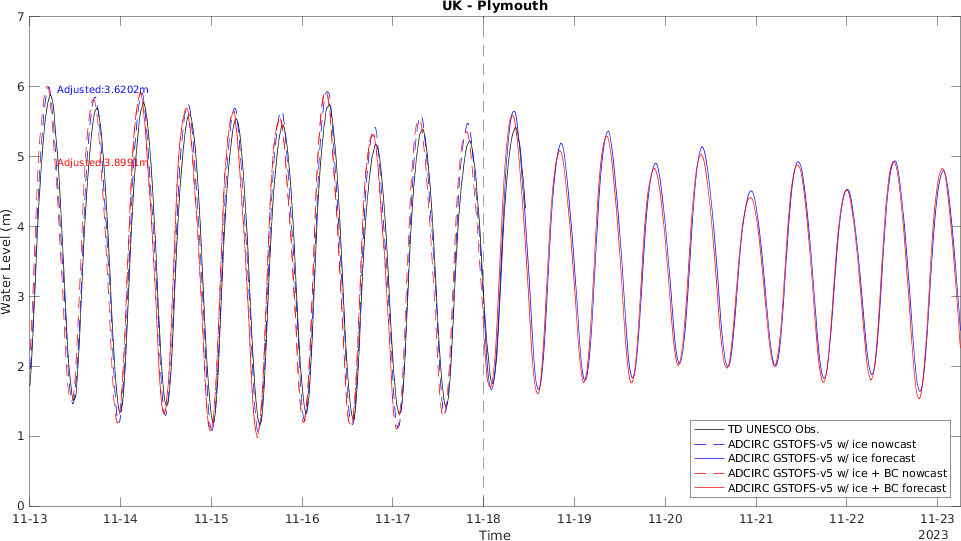 UK - Plymouth
7
6
5
4
3
2
1
0
Water Level (m)
Adjusted:3.6202m
Adjusted:3.8991m
TD UNESCO Obs.
ADCIRC GSTOFS-v5 w/ ice nowcast
ADCIRC GSTOFS-v5 w/ ice forecast
ADCIRC GSTOFS-v5 w/ ice + BC nowcast
ADCIRC GSTOFS-v5 w/ ice + BC forecast
11-13 11-14 11-15 11-16 11-17 11-18 11-19 11-20 11-21 11-22 11-23
Time
2023